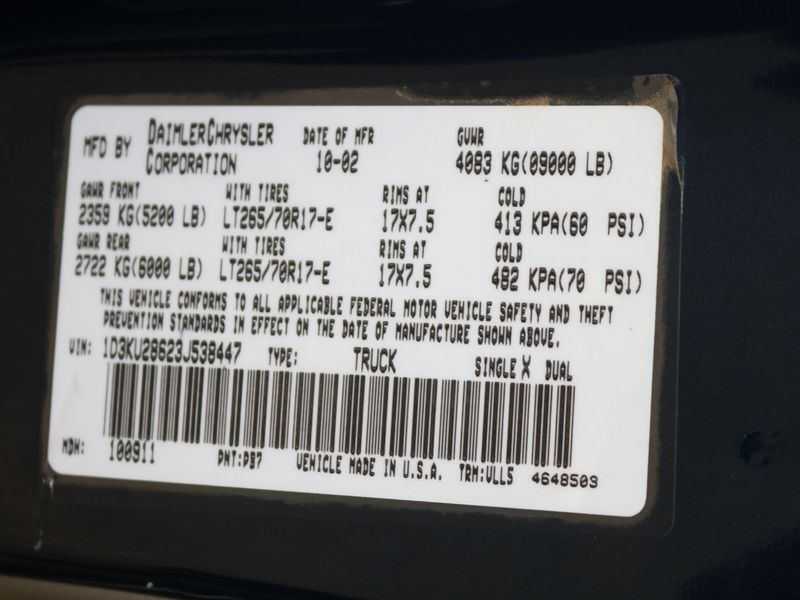 MFD BY DAIMLERCHRYSLER CORPORATION DATE OF MFR 10-02 GVWR 4083 KG(09000 LB)
GAWR FRONT WITH TIRES RIMS AT COLD
2359 KG(5200 LB) LT265/70R17-E 17X7.5 413 KPA(60 PSI)
GAWR REAR WITH TIRES RIMS AT COLD
2722 KG(6000 LB) LT265/70R17-E 17X7.5 482 KPA(70 PSI)
THIS VEHICLE CONFORMS TO ALL APPLICABLE FEDERAL MOTOR VEHICLE SAFETY AND THEFT
PREVENTION STANDARDS IN EFFECT ON THE DATE OF MANUFACTURE SHOWN ABOVE.
VIN: 1D3KU28623J538447 TYPE: TRUCK SINGLE X DUAL
MDH: 100911 PNT:PB7 VEHICLE MADE IN U.S.A. TRM:VLL5 4648503